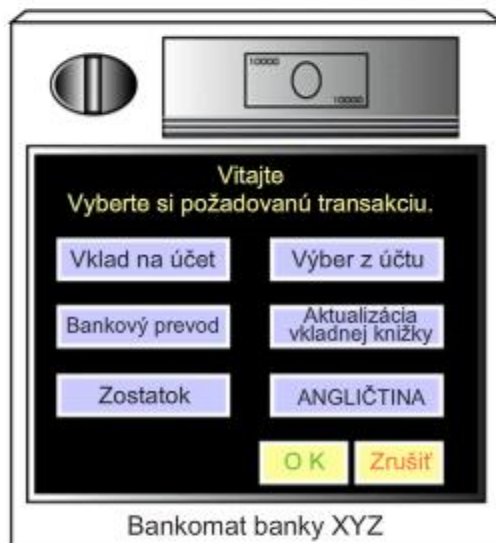 10000
10000
Vitajte
Vyberte si požadovanú transakciu.
Vklad na účet
Výber z účtu
Bankový prevod
Aktualizácia
vkladnej knižky
Zostatok
ANGLIČTINA
O K
Zrušiť
Bankomat banky XYZ